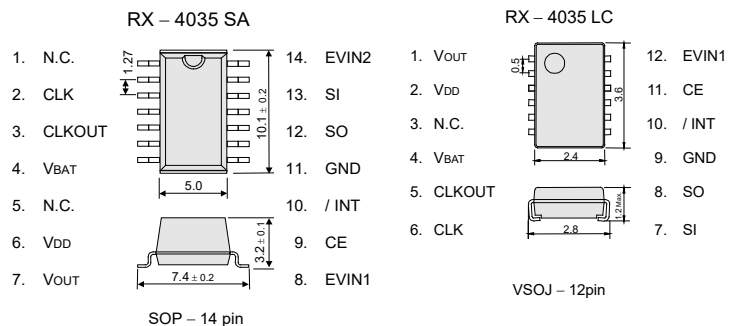 RX – 4035 SA
1. N.C.
2. CLK
3. CLKOUT
4. VBAT
5. N.C.
6. VDD
7. VOUT
1.27
10.1 ± 0.2
5.0
3.2 ± 0.1
7.4 ± 0.2
14. EVIN2
13. SI
12. SO
11. GND
10. / INT
9. CE
8. EVIN1
SOP – 14 pin
RX – 4035 LC
1. VOUT
2. VDD
3. N.C.
4. VBAT
5. CLKOUT
6. CLK
0.5
3.6
2.4
1.2 Max.
2.8
12. EVIN1
11. CE
10. / INT
9. GND
8. SO
7. SI
VSOJ – 12pin